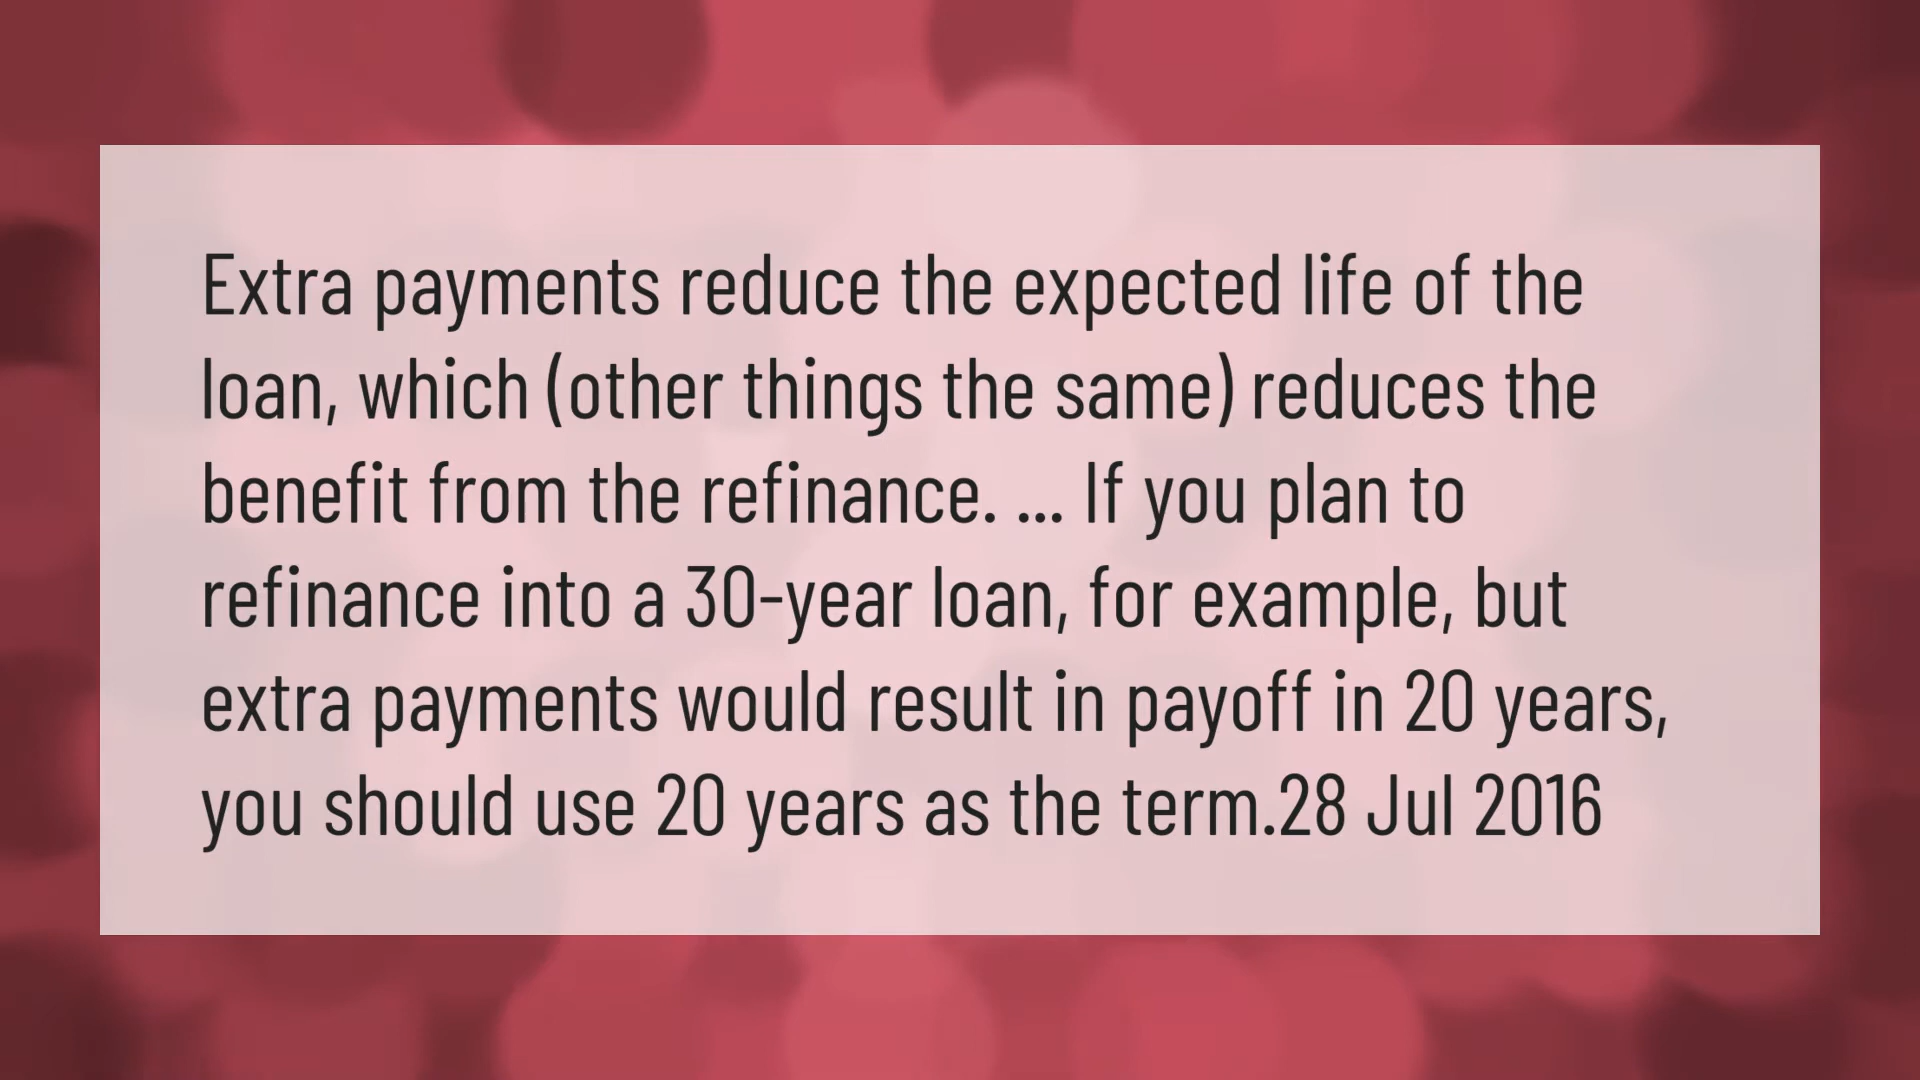 Extra payments reduce the expected life of the
loan, which (other things the same) reduces the
benefit from the refinance. ... If you plan to
refinance into a 30-year loan, for example, but
extra payments would result in payoff in 20 years,
you should use 20 years as the term.28 Jul 2016